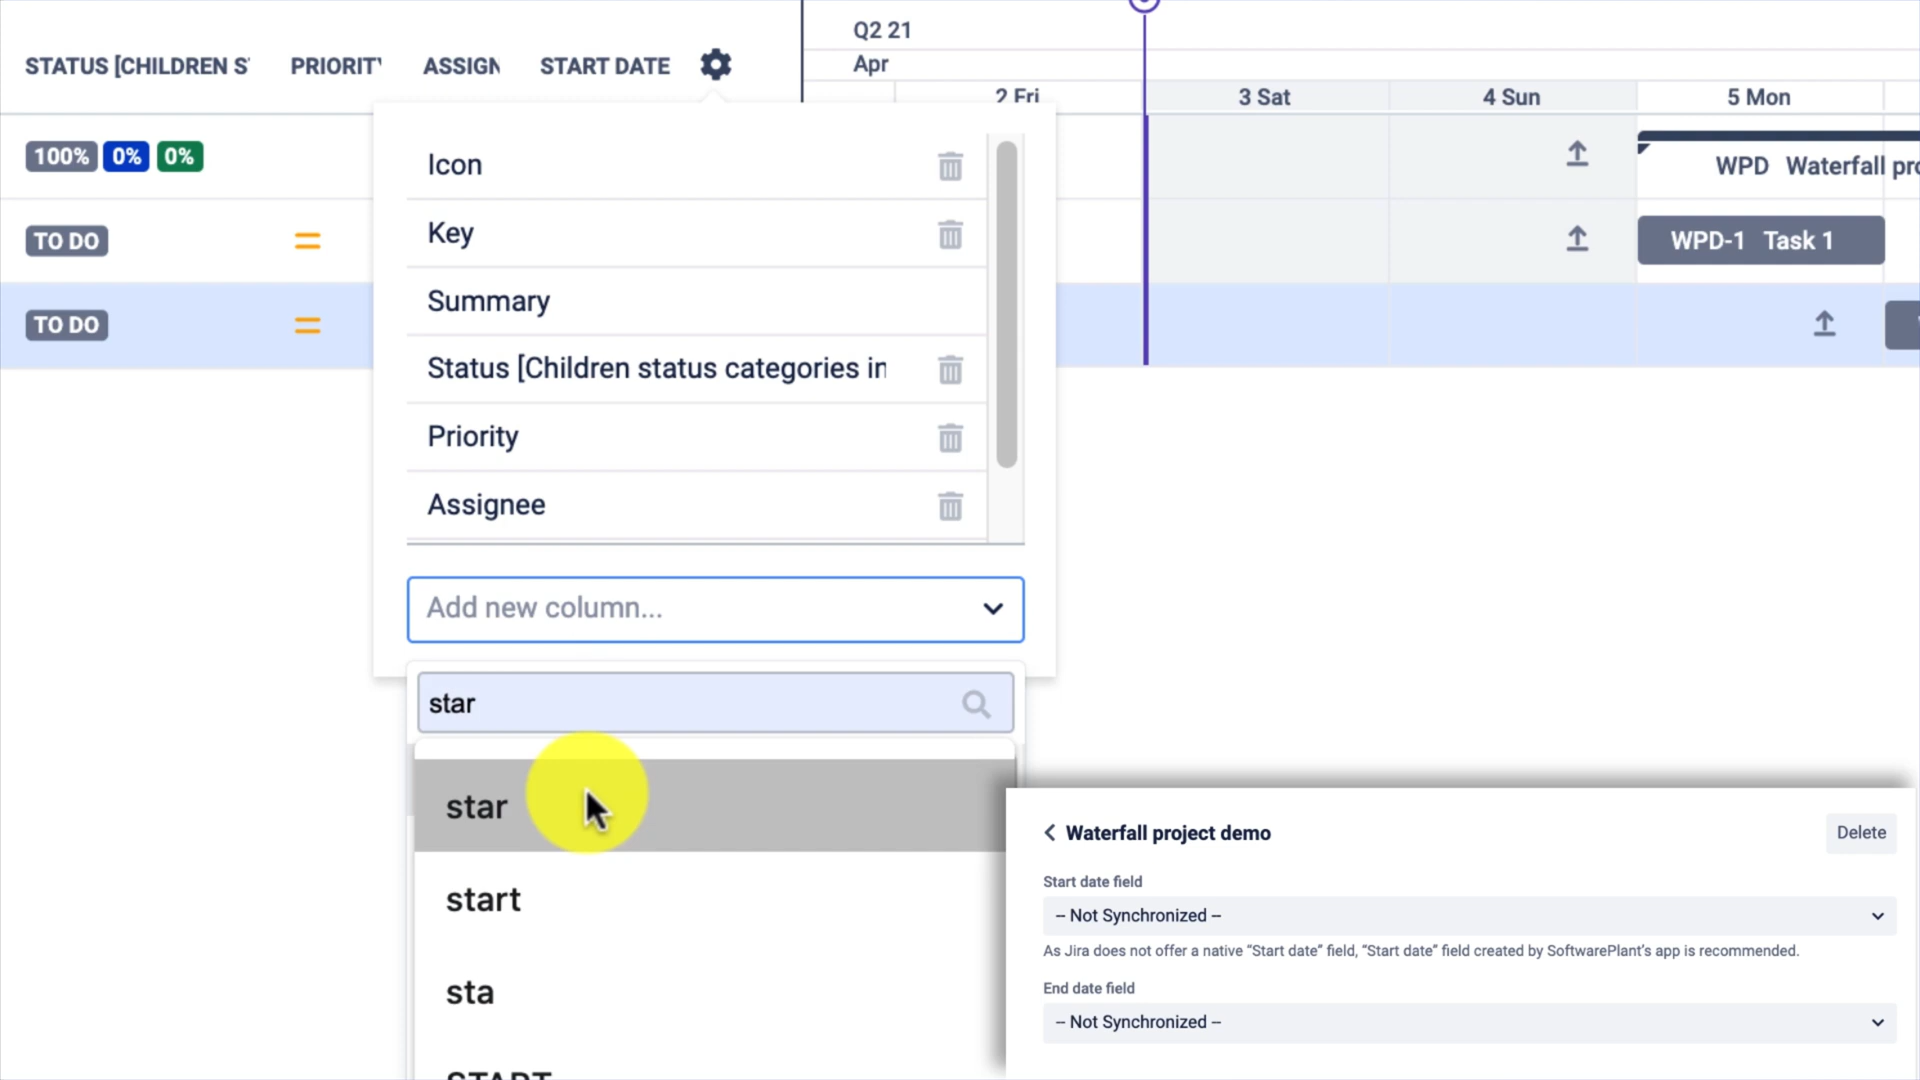 STATUS [CHILDREN S
PRIORIT
ASSIGN
START DATE
Q2 21
Apr
2 Fri
3 Sat
4 Sun
5 Mon
100% 0% 0%
WPD Waterfall pro
TO DO
WPD-1 Task 1
TO DO
Icon
Key
Summary
Status [Children status categories in
Priority
Assignee
Add new column...
star
star
start
sta
START
Waterfall project demo
Delete
Start date field
– Not Synchronized –
As Jira does not offer a native “Start date” field, “Start date” field created by SoftwarePlant’s app is recommended.
End date field
– Not Synchronized –